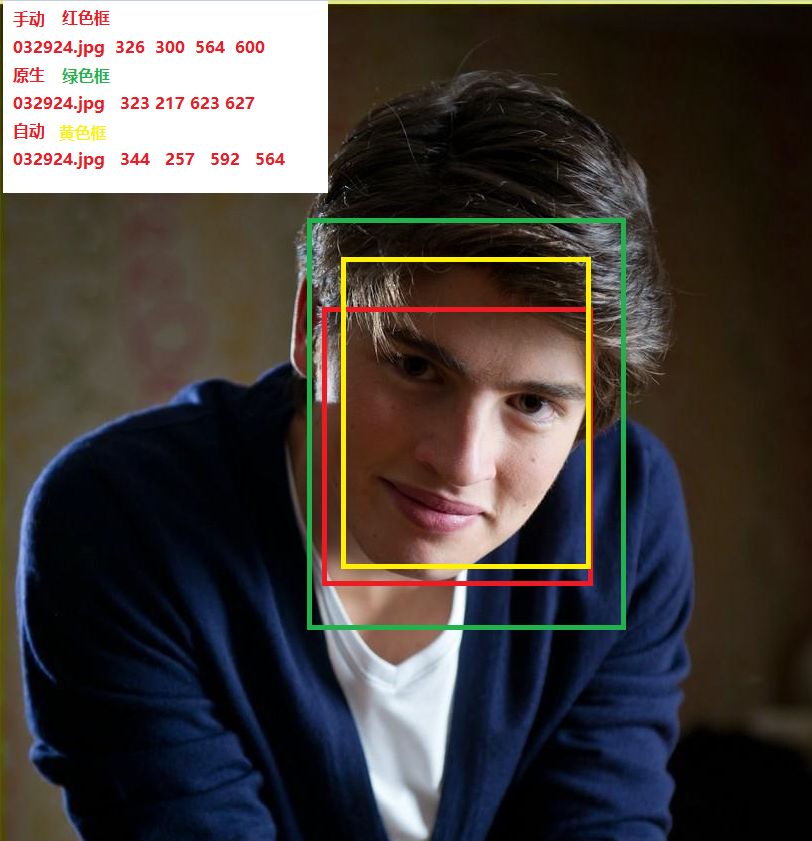 手动 红色框
032924.jpg 326 300 564 600
原生 绿色框
032924.jpg 323 217 623 627
自动 黄色框
032924.jpg 344 257 592 564